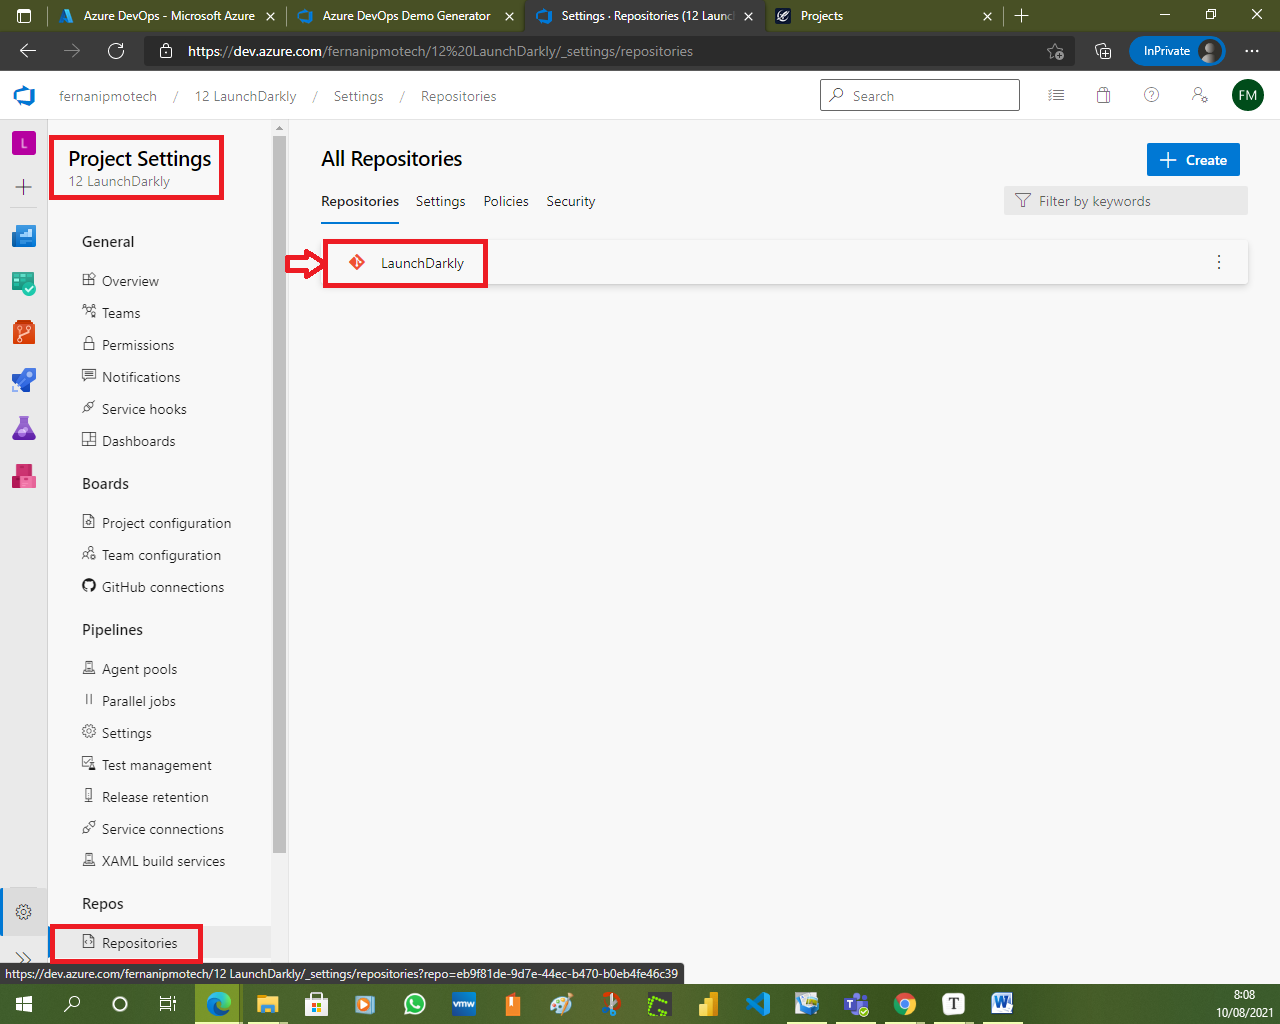 Azure DevOps - Microsoft Azure
Azure DevOps Demo Generator
Settings · Repositories (12 Launc
Projects
https://dev.azure.com/fernanipmotech/12%20LaunchDarkly/_settings/repositories
InPrivate
fernanipmotech / 12 LaunchDarkly / Settings / Repositories
Search
FM
L
Project Settings
12 LaunchDarkly
General
Overview
Teams
Permissions
Notifications
Service hooks
Dashboards
Boards
Project configuration
Team configuration
GitHub connections
Pipelines
Agent pools
Parallel jobs
Settings
Test management
Release retention
Service connections
XAML build services
Repos
Repositories
All Repositories
Create
Repositories Settings Policies Security
Filter by keywords
LaunchDarkly
https://dev.azure.com/fernanipmotech/12 LaunchDarkly/_settings/repositories?repo=eb9f81de-9d7e-44ec-b470-b0eb4fe46c39
vmw
T
8:08
10/08/2021